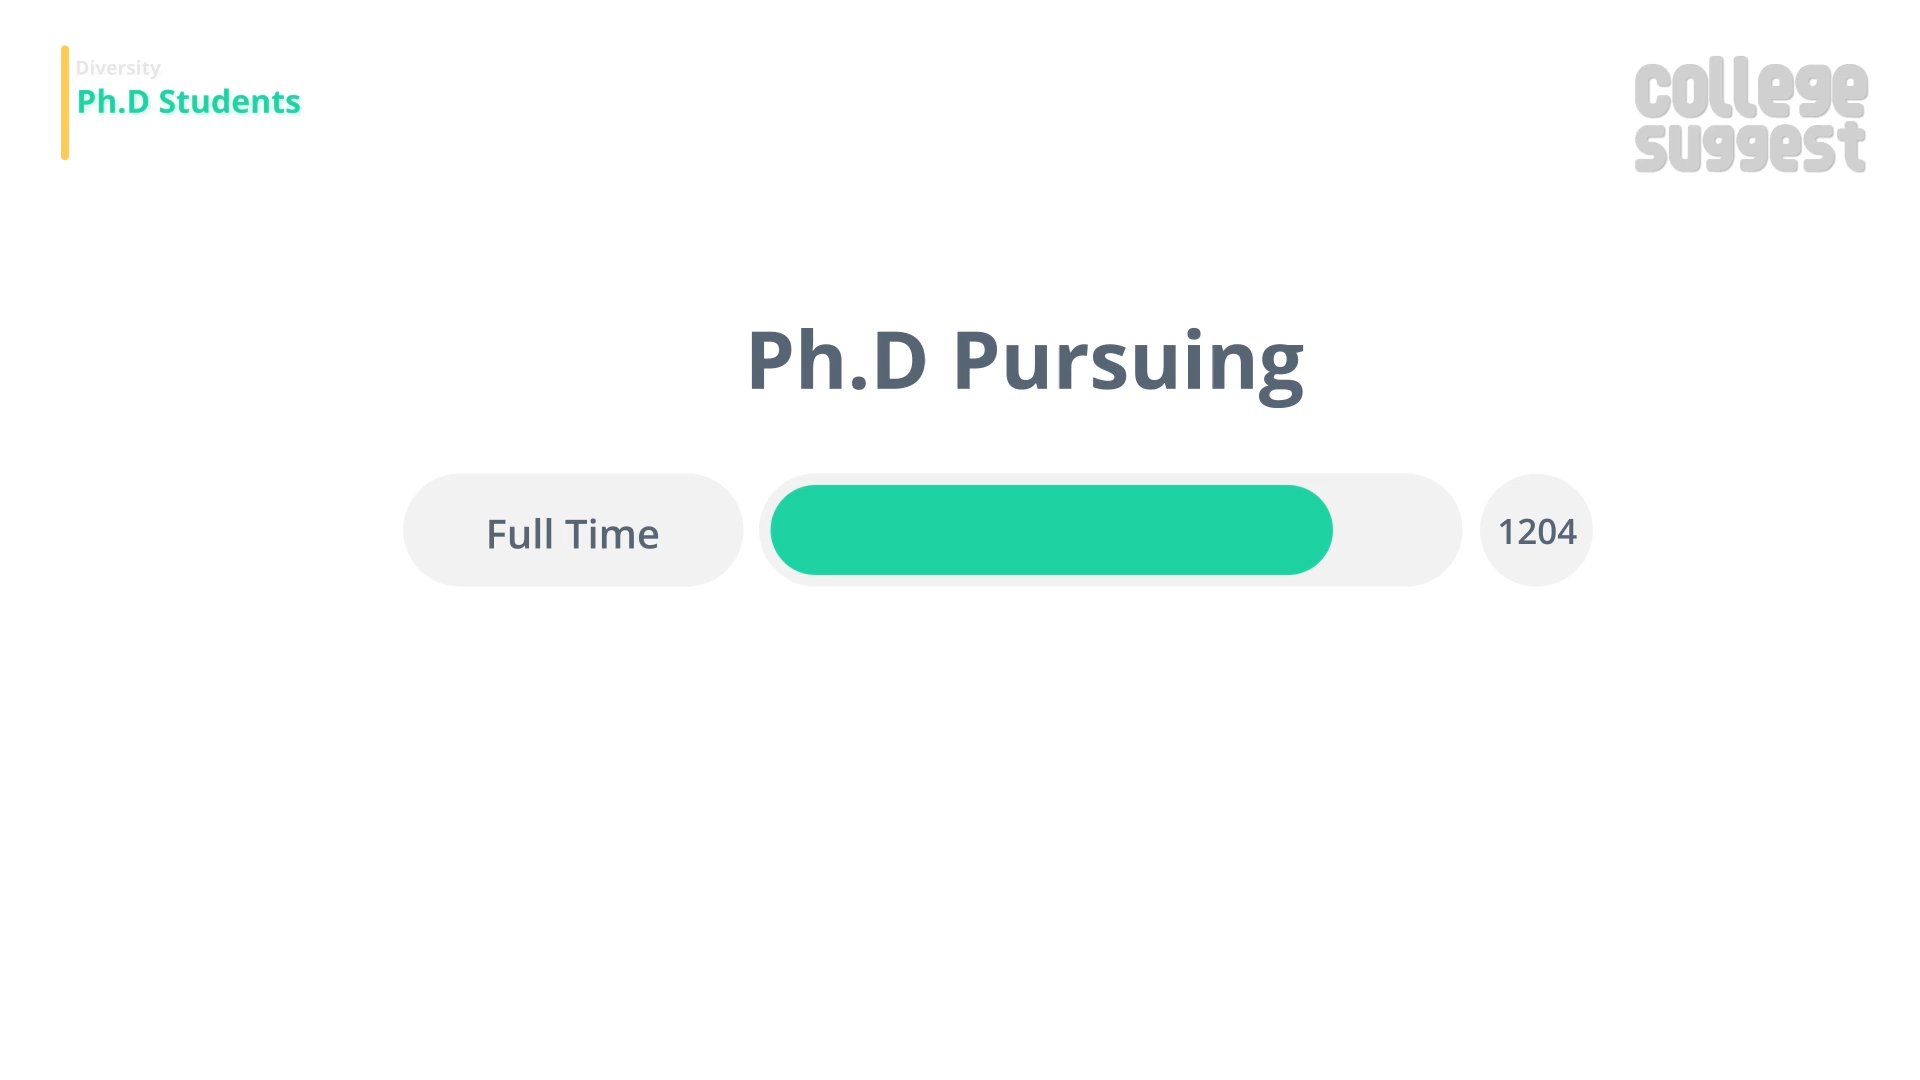 Diversity
Ph.D Students
college
suggest
Ph.D Pursuing
Full Time
1204